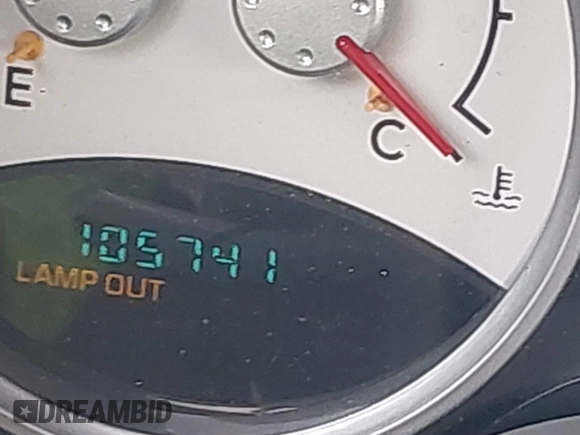 E
C
105741
LAMP OUT
DREAMBID